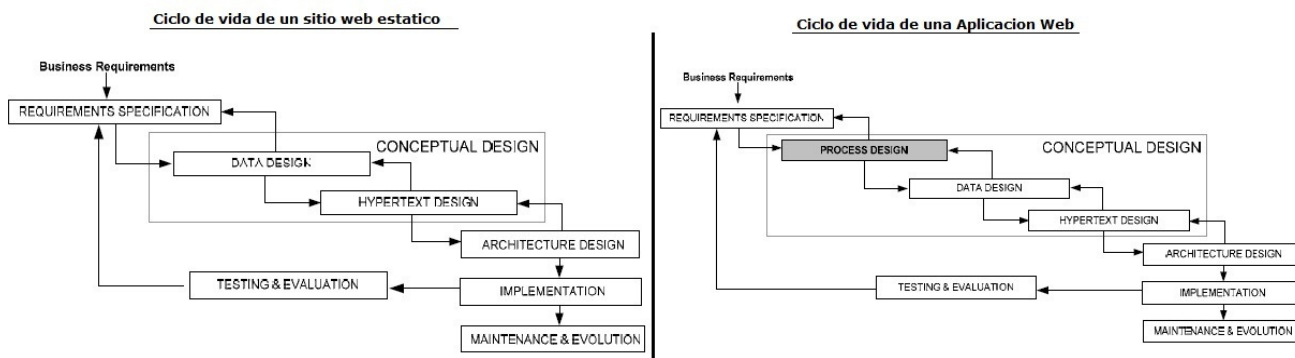 Ciclo de vida de un sitio web estatico
Business Requirements
REQUIREMENTS SPECIFICATION
CONCEPTUAL DESIGN
DATA DESIGN
HYPERTEXT DESIGN
ARCHITECTURE DESIGN
TESTING & EVALUATION
IMPLEMENTATION
MAINTENANCE & EVOLUTION
Ciclo de vida de una Aplicacion Web
Business Requirements
REQUIREMENTS SPECIFICATION
PROCESS DESIGN
CONCEPTUAL DESIGN
DATA DESIGN
HYPERTEXT DESIGN
ARCHITECTURE DESIGN
TESTING & EVALUATION
IMPLEMENTATION
MAINTENANCE & EVOLUTION